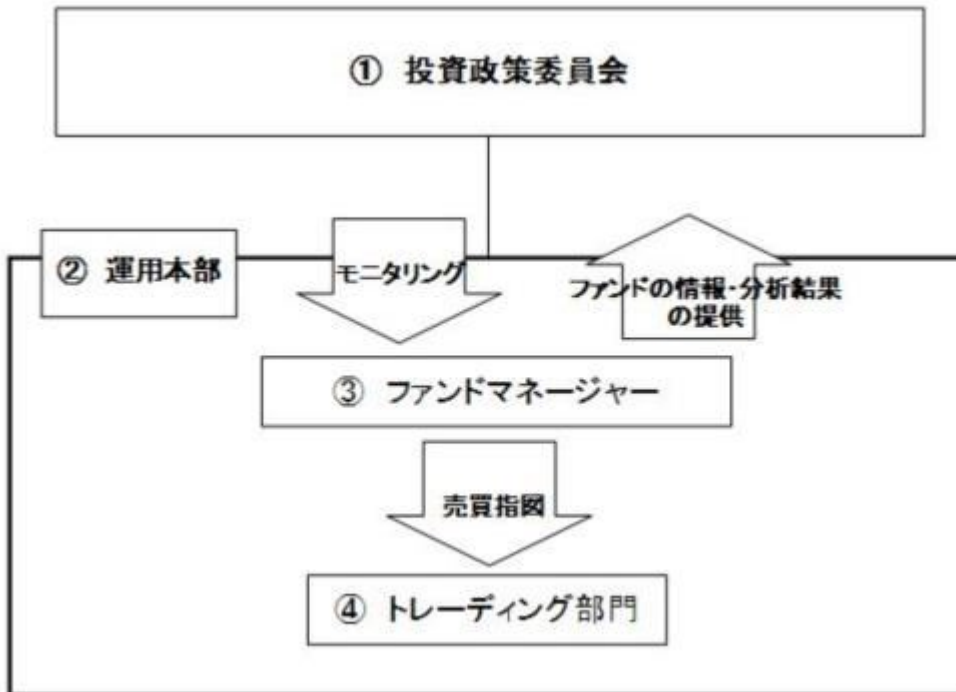 ① 投資政策委員会
② 運用本部
モニタリング
ファンドの情報・分析結果
の提供
③ ファンドマネージャー
売買指図
④ トレーディング部門